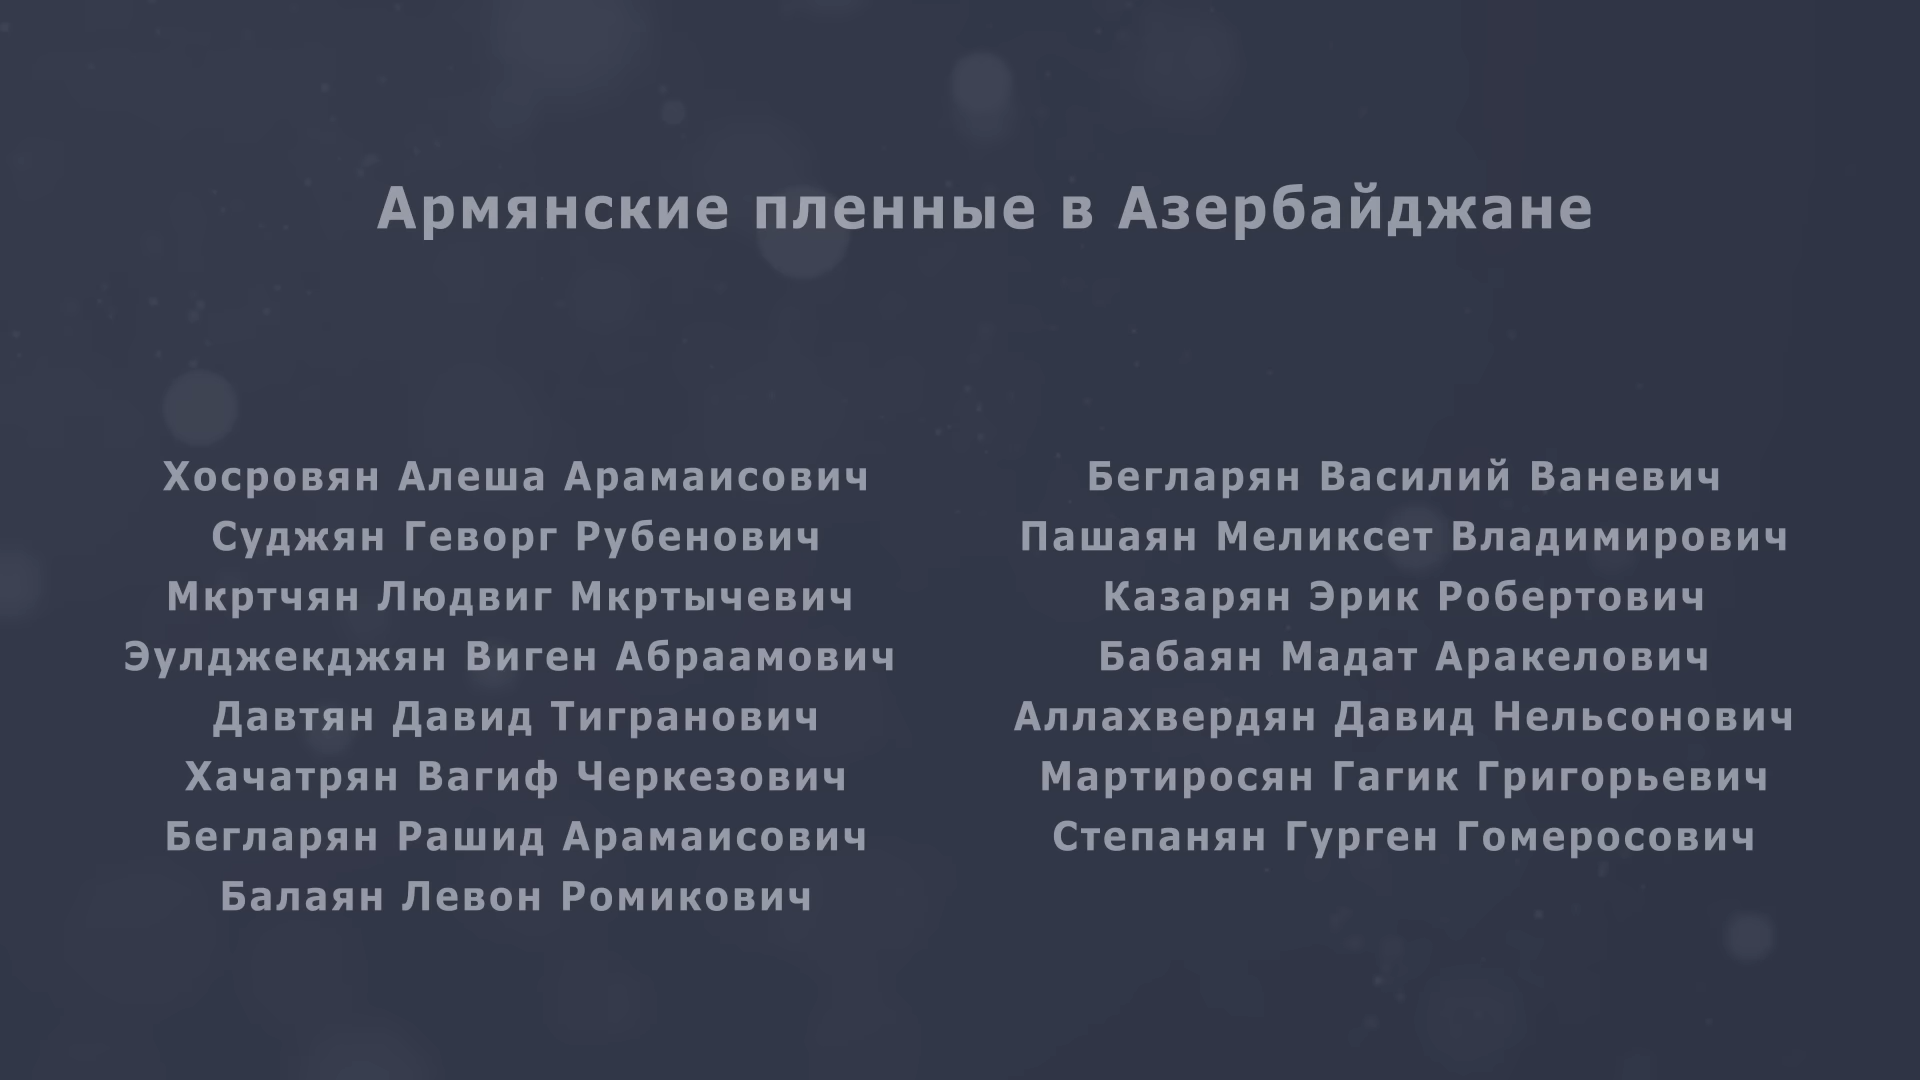 Армянские пленные в Азербайджане
Хосровян Алеша Арамаисович
Суджян Геворг Рубенович
Мкртчян Людвиг Мкртычевич
Эулджекджян Виген Абраамович
Давтян Давид Тигранович
Хачатрян Вагиф Черкезович
Бегларян Рашид Арамаисович
Балаян Левон Ромикович
Бегларян Василий Ваневич
Пашаян Меликсет Владимирович
Казарян Эрик Робертович
Бабаян Мадат Аракелович
Аллахвердян Давид Нельсонович
Мартиросян Гагик Григорьевич
Степанян Гурген Гомеросович